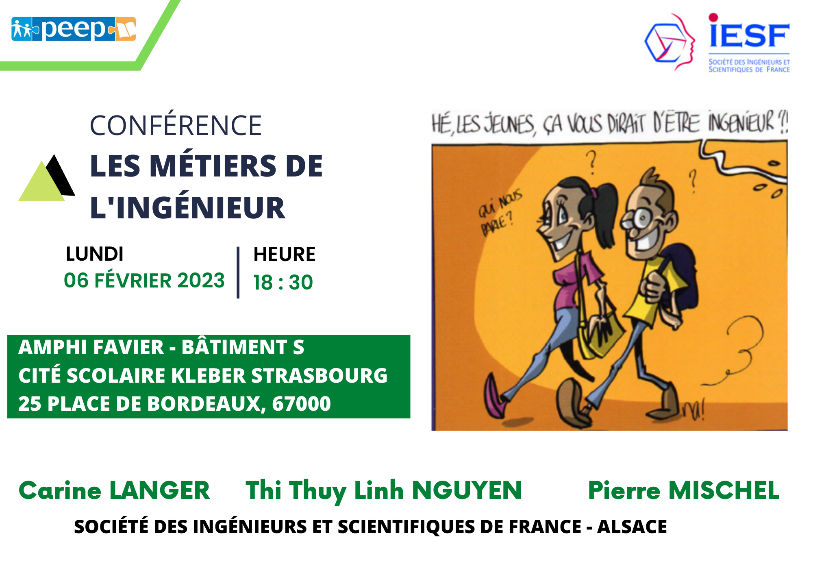 peep
iESF
SOCIÉTÉ DES INGÉNIEURS ET
SCIENTIFIQUES DE FRANCE
CONFÉRENCE
LES MÉTIERS DE
L'INGÉNIEUR
LUNDI
06 FÉVRIER 2023
HEURE
18 : 30
AMPHI FAVIER - BÂTIMENT S
CITÉ SCOLAIRE KLEBER STRASBOURG
25 PLACE DE BORDEAUX, 67000
HÉ, LES JEUNES, ÇA VOUS DIRAIT D'ÊTRE INGENIEUR ?!
?
?
QUI NOUS
PARLE ?
na!
Carine LANGER Thi Thuy Linh NGUYEN Pierre MISCHEL
SOCIÉTÉ DES INGÉNIEURS ET SCIENTIFIQUES DE FRANCE - ALSACE